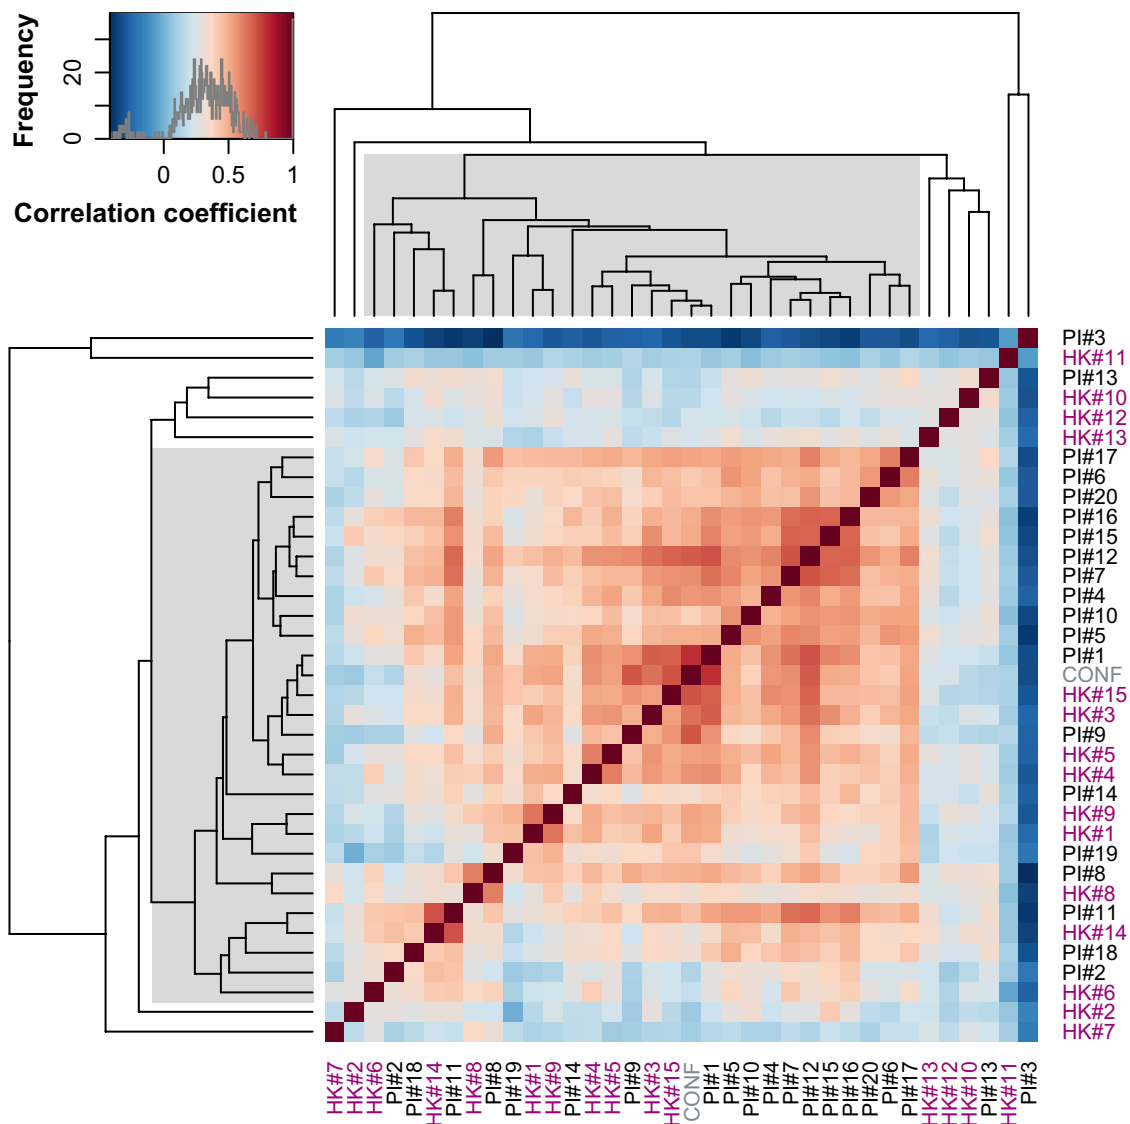 Frequency
20
0
0
0.5
1
Correlation coefficient
PI#3
HK#11
PI#13
HK#10
HK#12
HK#13
PI#17
PI#6
PI#20
PI#16
PI#15
PI#12
PI#7
PI#4
PI#10
PI#5
PI#1
CONF
HK#15
HK#3
PI#9
HK#5
HK#4
PI#14
HK#9
HK#1
PI#19
PI#8
HK#8
PI#11
HK#14
PI#18
PI#2
HK#6
HK#2
HK#7
HK#7
HK#2
HK#6
PI#2
PI#18
HK#14
PI#11
HK#8
PI#8
PI#19
HK#1
HK#9
PI#14
HK#4
HK#5
PI#9
HK#3
HK#15
CONF
PI#1
PI#5
PI#10
PI#4
PI#7
PI#12
PI#15
PI#16
PI#20
PI#6
PI#17
HK#13
HK#12
HK#10
PI#13
HK#11
PI#3